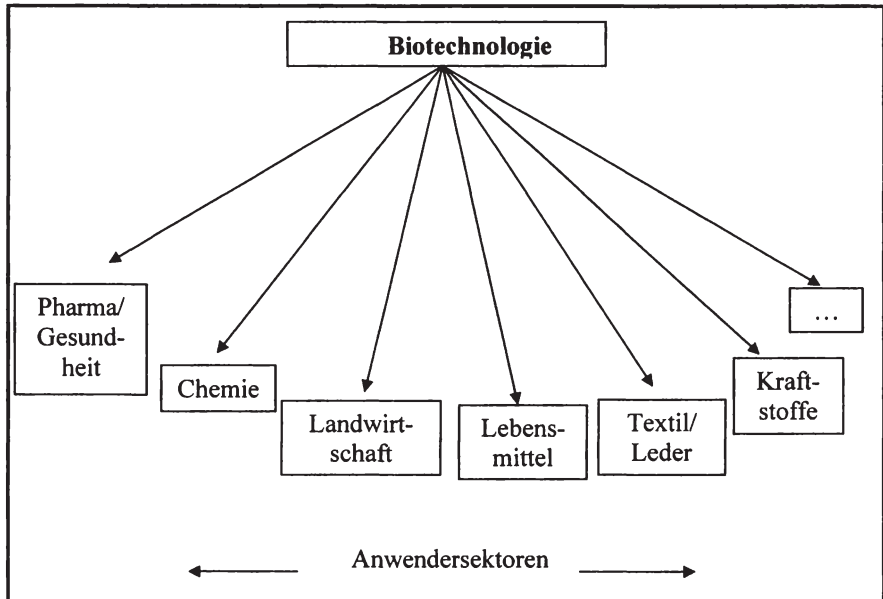 Biotechnologie
Pharma/
Gesund-
heit
Chemie
Landwirt-
schaft
Lebens-
mittel
Textil/
Leder
Kraft-
stoffe
...
Anwendersektoren